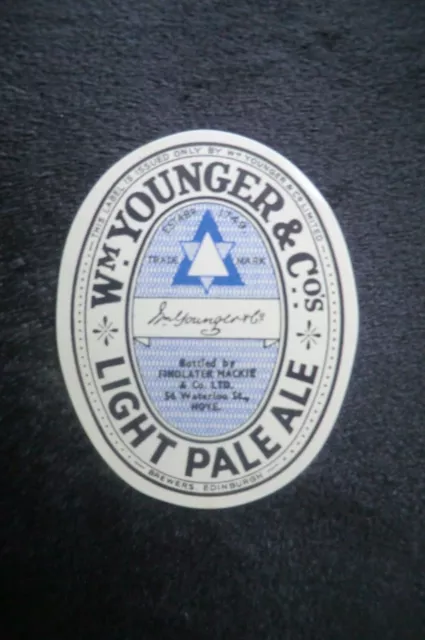 THIS LABEL IS ISSUED ONLY BY WM YOUNGER & CO LIMITED
WM YOUNGER & CO'S
ESTABD 1749
TRADE MARK
Wm Younger & Co
Bottled by
FINDLATER MACKIE
& Co. LTD.
56 Waterloo St.,
HOVE.
LIGHT PALE ALE
BREWERS, EDINBURGH